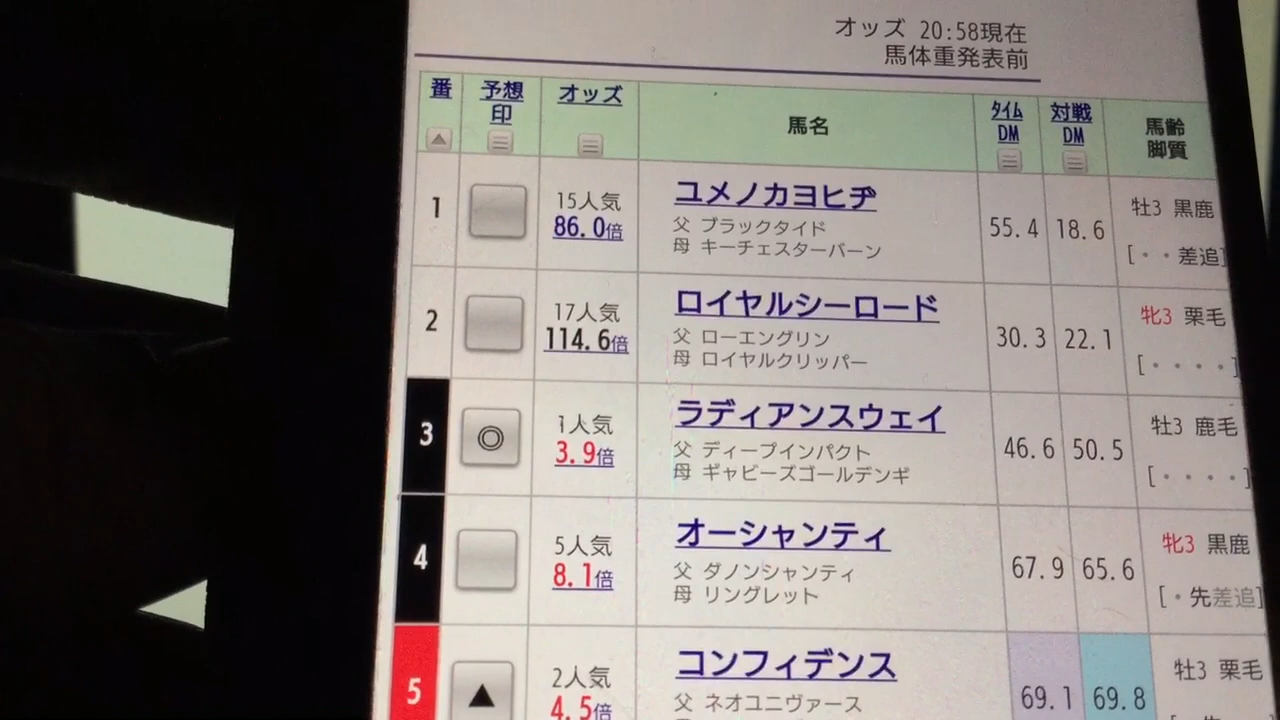 オッズ 20:58現在
馬体重発表前
番 予想印 オッズ 馬名 タイムDM 対戦DM 馬齢脚質
1 15人気 86.0倍 ユメノカヨヒヂ 55.4 18.6 牡3 黒鹿
父 ブラックタイド [・・差追]
母 キーチェスターバーン
2 17人気 114.6倍 ロイヤルシーロード 30.3 22.1 牝3 栗毛
父 ローエングリン [・・・・]
母 ロイヤルクリッパー
3 ◎ 1人気 3.9倍 ラディアンスウェイ 46.6 50.5 牡3 鹿毛
父 ディープインパクト [・・・・]
母 ギャビーズゴールデンギ
4 5人気 8.1倍 オーシャンティ 67.9 65.6 牝3 黒鹿
父 ダノンシャンティ [・先差追]
母 リングレット
5 ▲ 2人気 4.5倍 コンフィデンス 69.1 69.8 牡3 栗毛
父 ネオユニヴァース